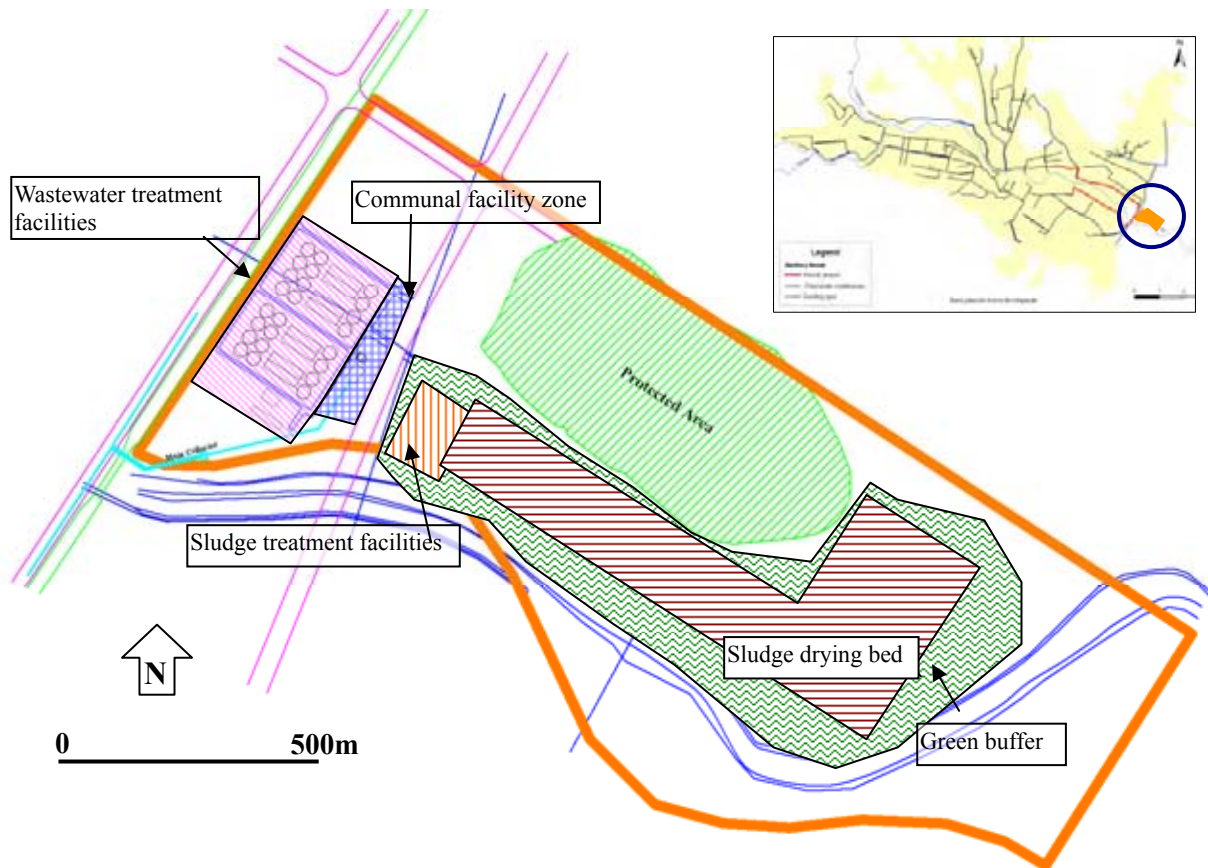 N
Legend
Wastewater treatment
facilities
Communal facility zone
Protected Area
Main Collector
Sludge treatment facilities
Sludge drying bed
Green buffer
N
0 500m